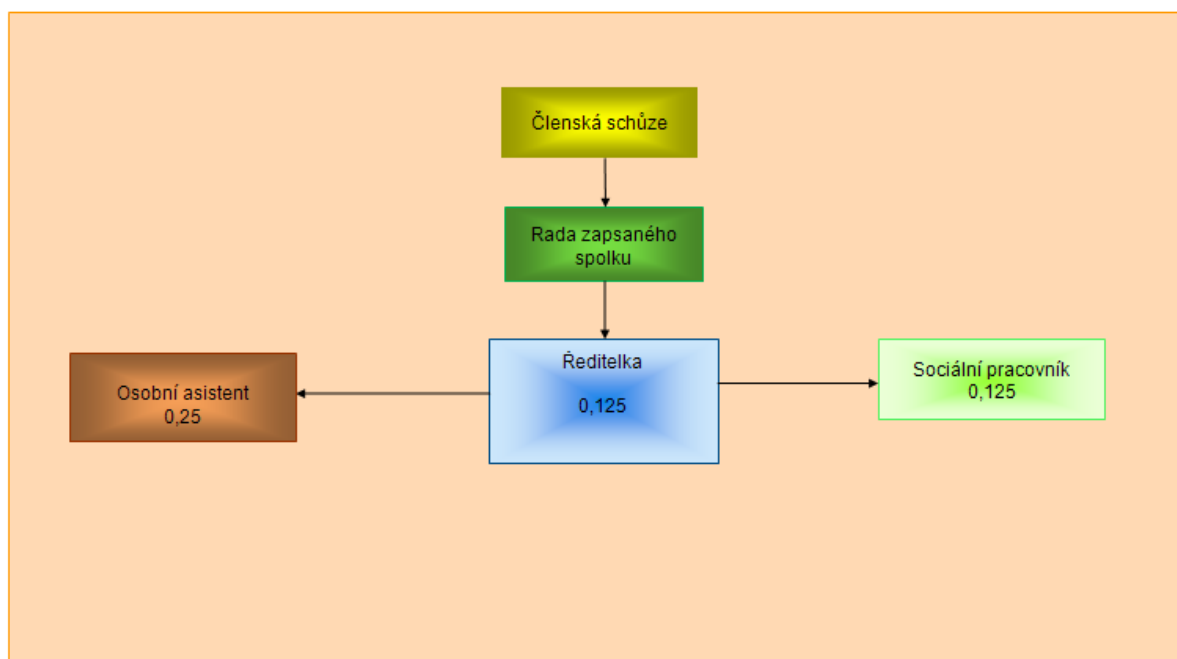 Členská schůze
Rada zapsaného
spolku
Ředitelka
0,125
Osobní asistent
0,25
Sociální pracovník
0,125